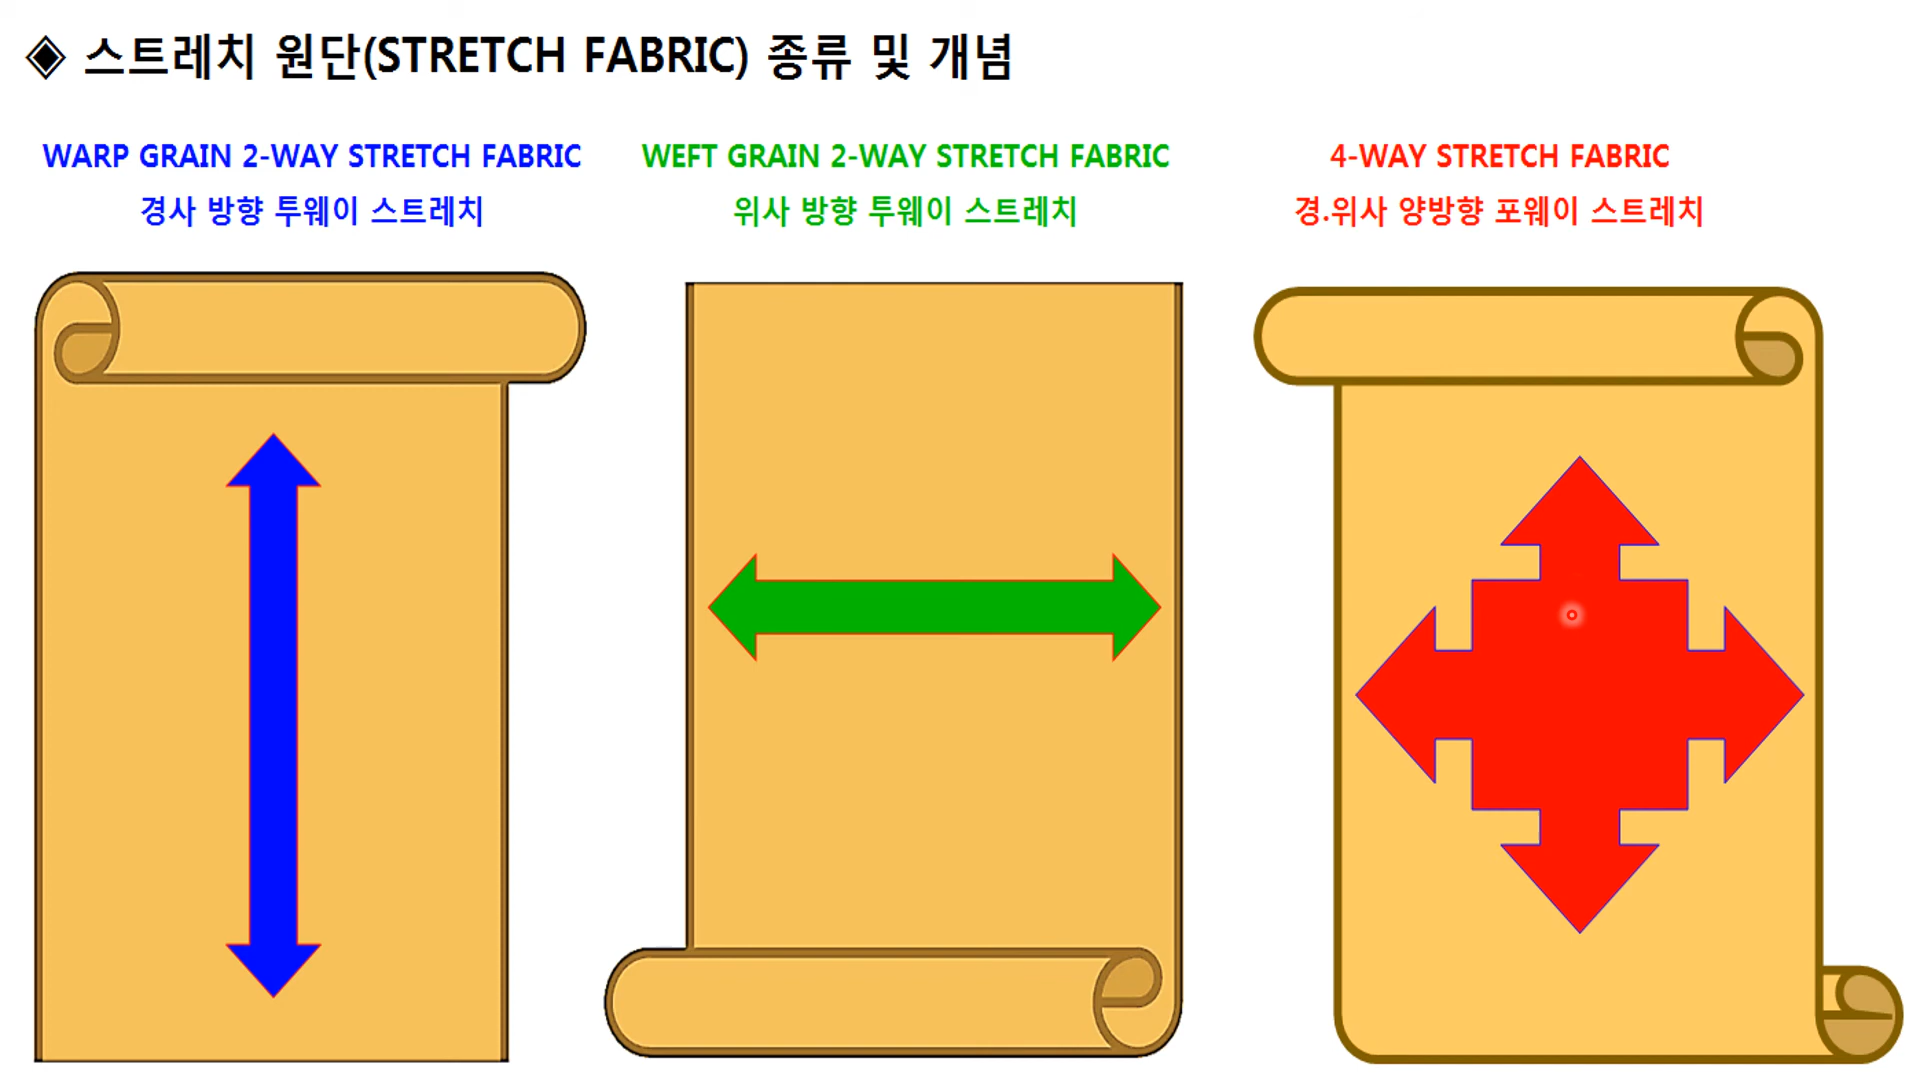 ◈ 스트레치 원단(STRETCH FABRIC) 종류 및 개념
WARP GRAIN 2-WAY STRETCH FABRIC
경사 방향 투웨이 스트레치
WEFT GRAIN 2-WAY STRETCH FABRIC
위사 방향 투웨이 스트레치
4-WAY STRETCH FABRIC
경.위사 양방향 포웨이 스트레치